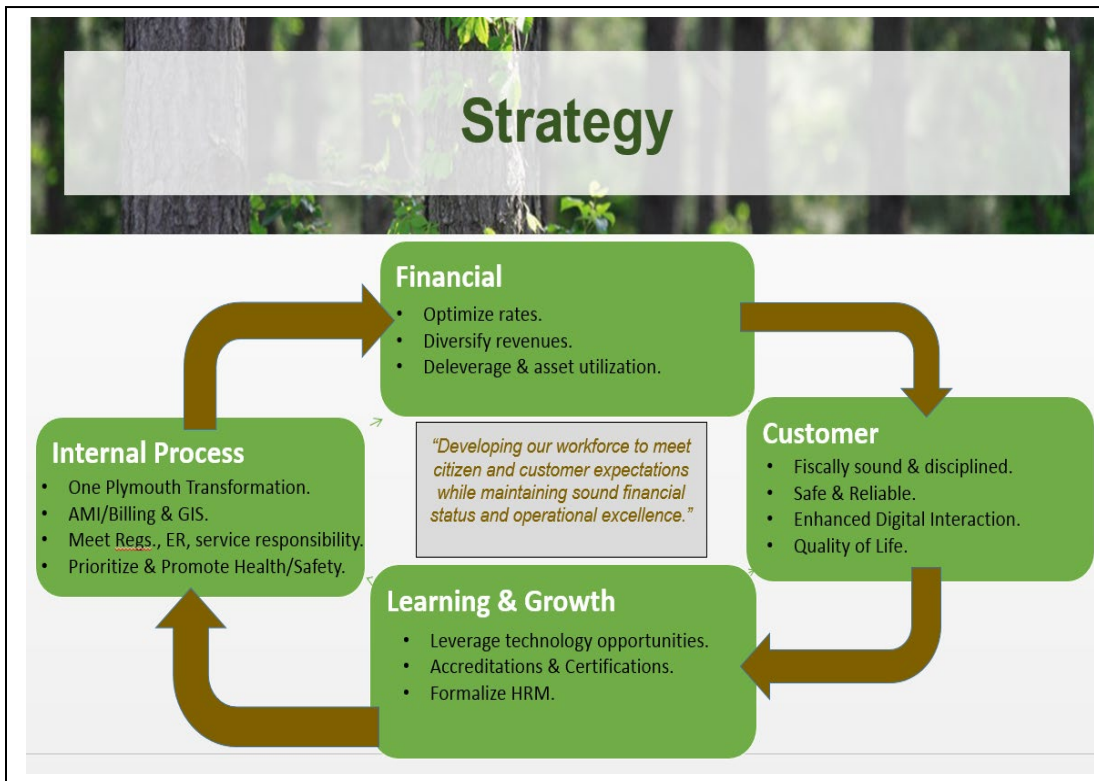 Strategy
Financial
• Optimize rates.
• Diversify revenues.
• Deleverage & asset utilization.
Customer
• Fiscally sound & disciplined.
• Safe & Reliable.
• Enhanced Digital Interaction.
• Quality of Life.
Learning & Growth
• Leverage technology opportunities.
• Accreditations & Certifications.
• Formalize HRM.
Internal Process
• One Plymouth Transformation.
• AMI/Billing & GIS.
• Meet Regs., ER, service responsibility.
• Prioritize & Promote Health/Safety.
“Developing our workforce to meet
citizen and customer expectations
while maintaining sound financial
status and operational excellence.”